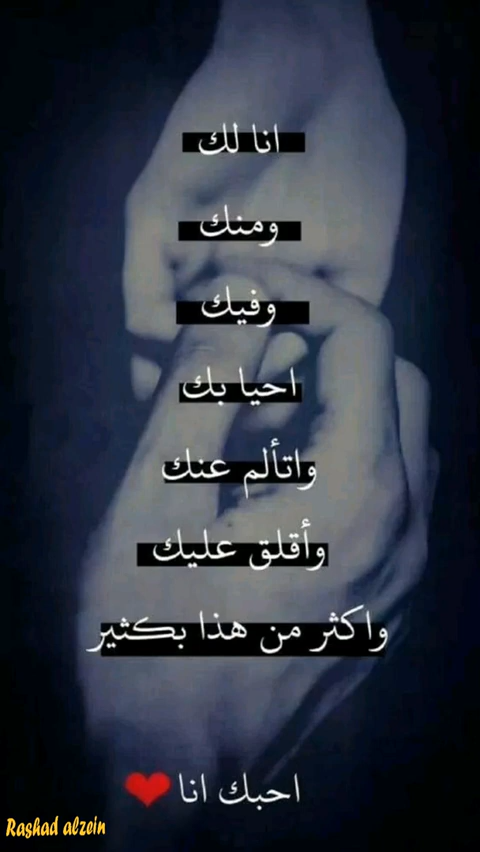 انا لك
ومنك
وفيك
احيا بك
واتألم عنك
وأقلق عليك
واكثر من هذا بكثير
احبك انا
Rashad alzein